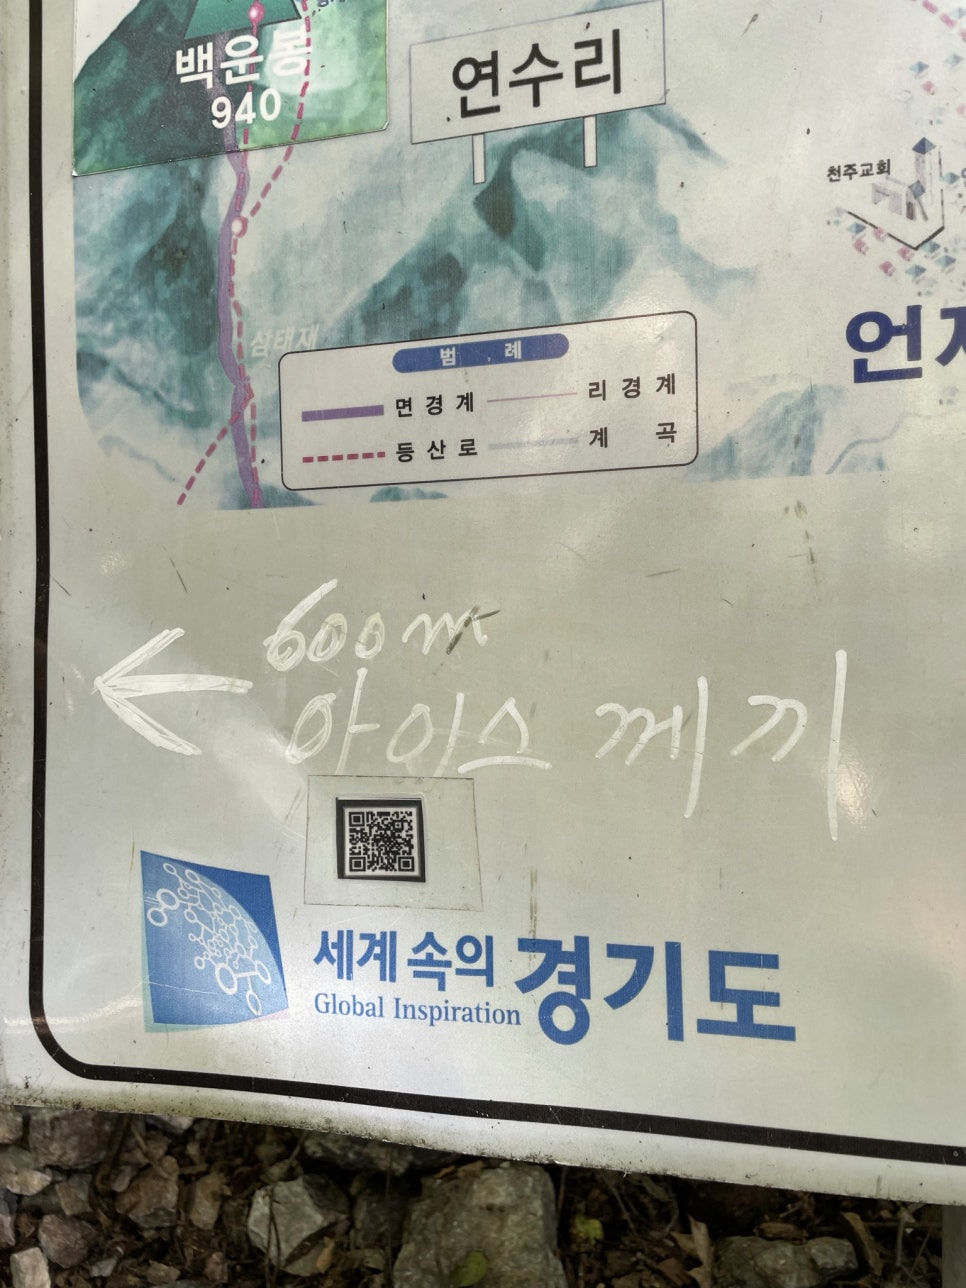 백운봉
940
연수리
천주교회
삼태재
범 례
면 경 계
리 경 계
등 산 로
계 곡
600m
아이스 께끼
세계 속의 경기도
Global Inspiration